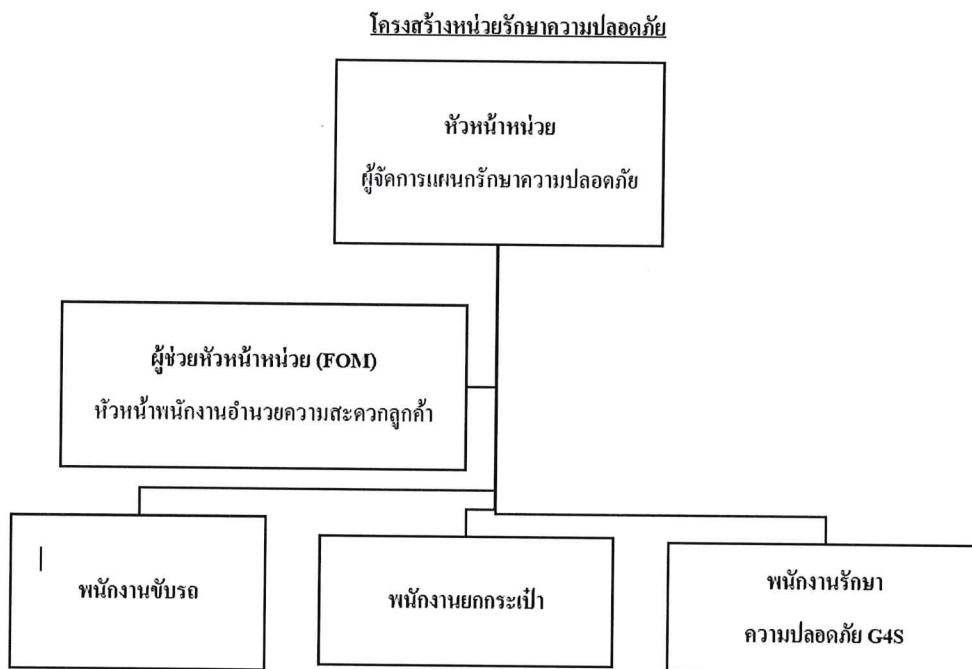 โครงสร้างหน่วยรักษาความปลอดภัย
หัวหน้าหน่วย
ผู้จัดการแผนกรักษาความปลอดภัย
ผู้ช่วยหัวหน้าหน่วย (FOM)
หัวหน้าพนักงานอำนวยความสะดวกลูกค้า
พนักงานขับรถ
พนักงานยกกระเป๋า
พนักงานรักษา
ความปลอดภัย G4S